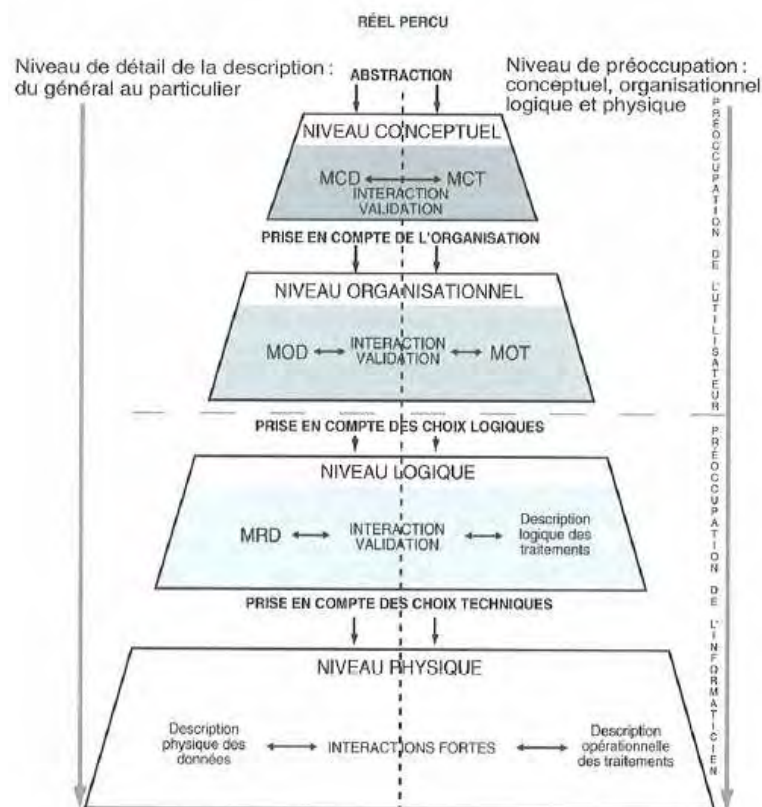 RÉEL PERCU
Niveau de détail de la description :
du général au particulier
Niveau de préoccupation :
conceptuel, organisationnel
logique et physique
ABSTRACTION
NIVEAU CONCEPTUEL
MCD
MCT
INTERACTION
VALIDATION
PRISE EN COMPTE DE L'ORGANISATION
NIVEAU ORGANISATIONNEL
MOD
INTERACTION
VALIDATION
MOT
PRÉOCCUPATION DE L'UTILISATEUR
PRISE EN COMPTE DES CHOIX LOGIQUES
NIVEAU LOGIQUE
MRD
INTERACTION
VALIDATION
Description
logique des
traitements
PRISE EN COMPTE DES CHOIX TECHNIQUES
NIVEAU PHYSIQUE
Description
physique des
données
INTERACTIONS FORTES
Description
opérationnelle
des traitements
PRÉOCCUPATION DE L'INFORMATICIEN